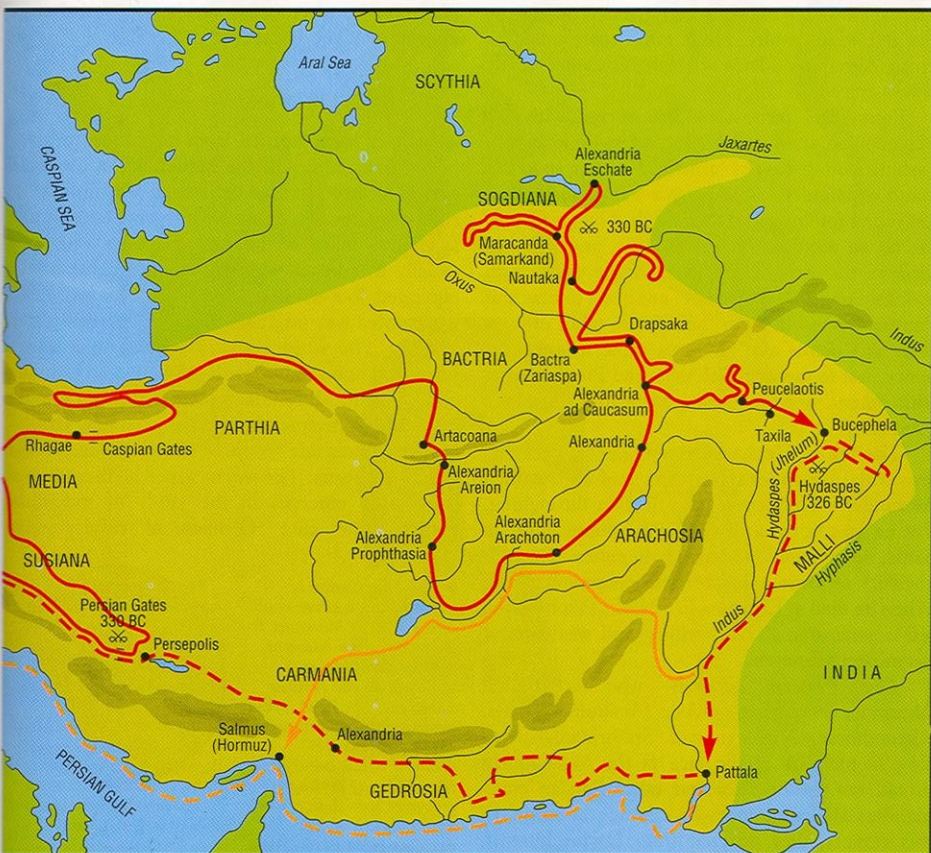 Aral Sea
SCYTHIA
CASPIAN SEA
Jaxartes
Alexandria
Eschate
SOGDIANA
330 BC
Maracanda
(Samarkand)
Nautaka
Oxus
Drapsaka
Indus
BACTRIA
Bactra
(Zariaspa)
Alexandria
ad Caucasum
Peucelaotis
Taxila
Bucephela
PARTHIA
Rhagae
Caspian Gates
Artacoana
Alexandria
MEDIA
Alexandria
Areion
Hydaspes (Jhelum)
Hydaspes
326 BC
Alexandria
Prophthasia
Alexandria
Arachoton
ARACHOSIA
MALLI
Hyphasis
SUSIANA
Persian Gates
330 BC
Persepolis
Indus
CARMANIA
INDIA
Salmus
(Hormuz)
Alexandria
PERSIAN GULF
GEDROSIA
Pattala